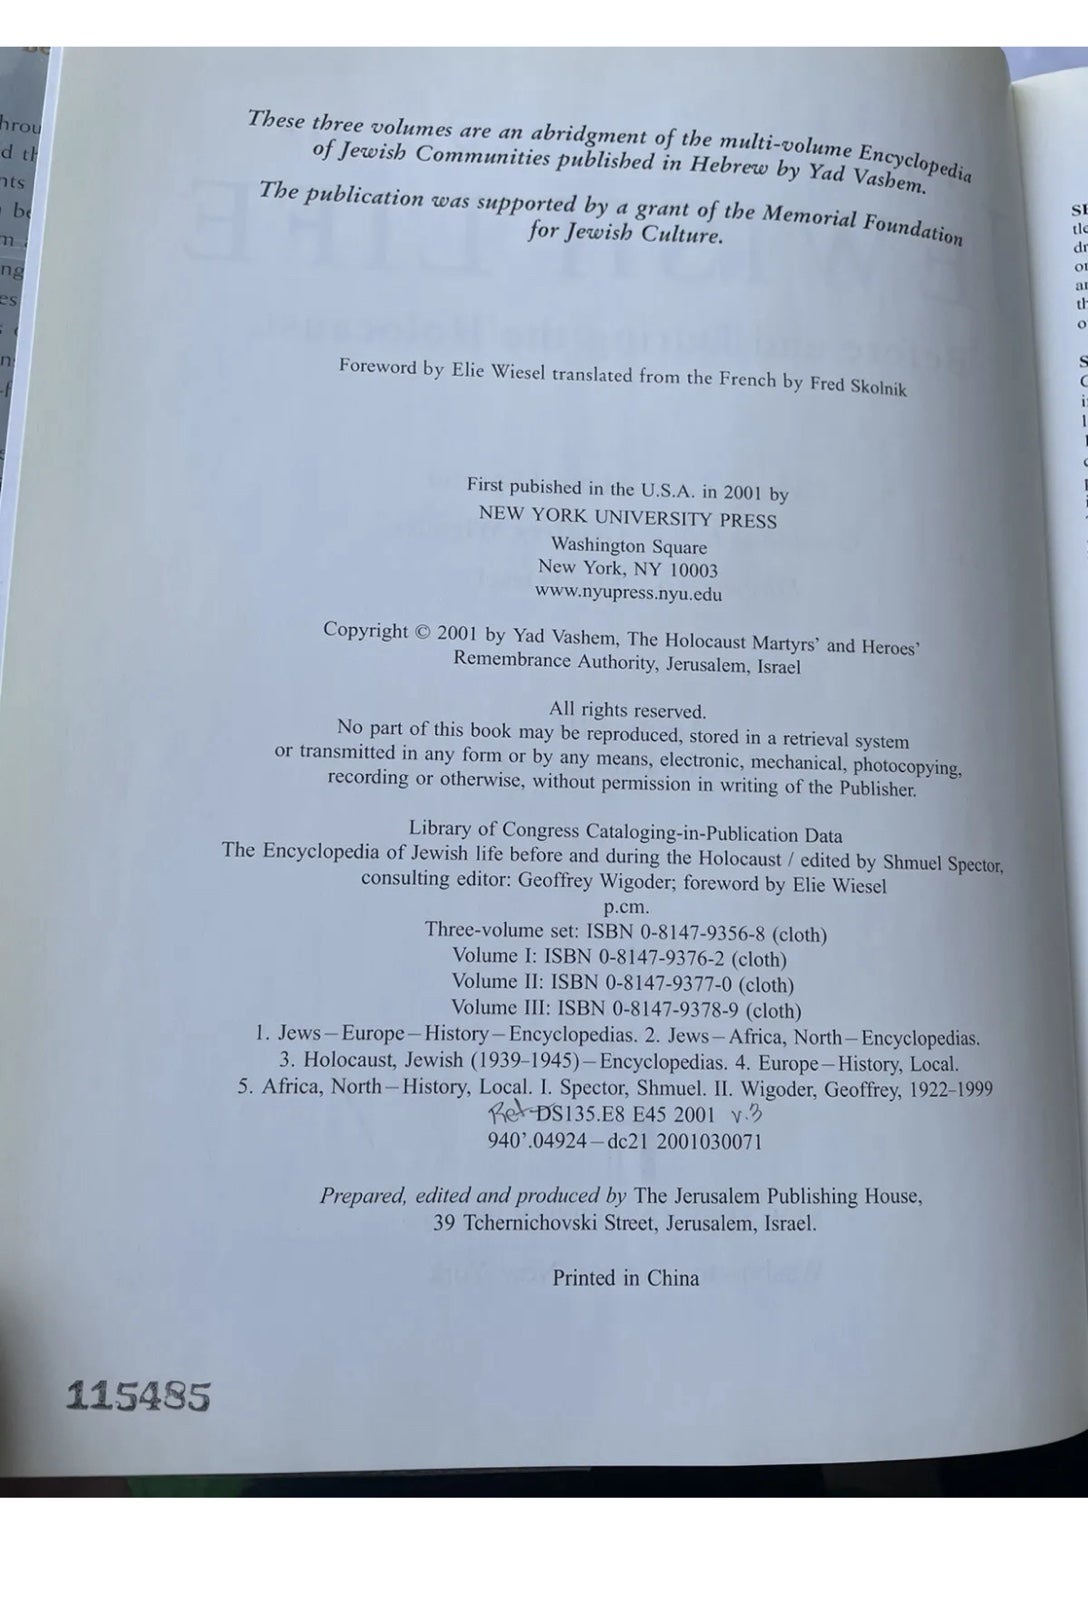 These three volumes are an abridgment of the multi-volume Encyclopedia
of Jewish Communities published in Hebrew by Yad Vashem.
The publication was supported by a grant of the Memorial Foundation
for Jewish Culture.
Foreword by Elie Wiesel translated from the French by Fred Skolnik
First pubished in the U.S.A. in 2001 by
NEW YORK UNIVERSITY PRESS
Washington Square
New York, NY 10003
www.nyupress.nyu.edu
Copyright © 2001 by Yad Vashem, The Holocaust Martyrs’ and Heroes’
Remembrance Authority, Jerusalem, Israel
All rights reserved.
No part of this book may be reproduced, stored in a retrieval system
or transmitted in any form or by any means, electronic, mechanical, photocopying,
recording or otherwise, without permission in writing of the Publisher.
Library of Congress Cataloging-in-Publication Data
The Encyclopedia of Jewish life before and during the Holocaust / edited by Shmuel Spector,
consulting editor: Geoffrey Wigoder; foreword by Elie Wiesel
p.cm.
Three-volume set: ISBN 0-8147-9356-8 (cloth)
Volume I: ISBN 0-8147-9376-2 (cloth)
Volume II: ISBN 0-8147-9377-0 (cloth)
Volume III: ISBN 0-8147-9378-9 (cloth)
1. Jews—Europe—History—Encyclopedias. 2. Jews—Africa, North—Encyclopedias.
3. Holocaust, Jewish (1939–1945)—Encyclopedias. 4. Europe—History, Local.
5. Africa, North—History, Local. I. Spector, Shmuel. II. Wigoder, Geoffrey, 1922–1999
Ref DS135.E8 E45 2001 v.3
940’.04924—dc21 2001030071
Prepared, edited and produced by The Jerusalem Publishing House,
39 Tchernichovski Street, Jerusalem, Israel.
Printed in China
115485